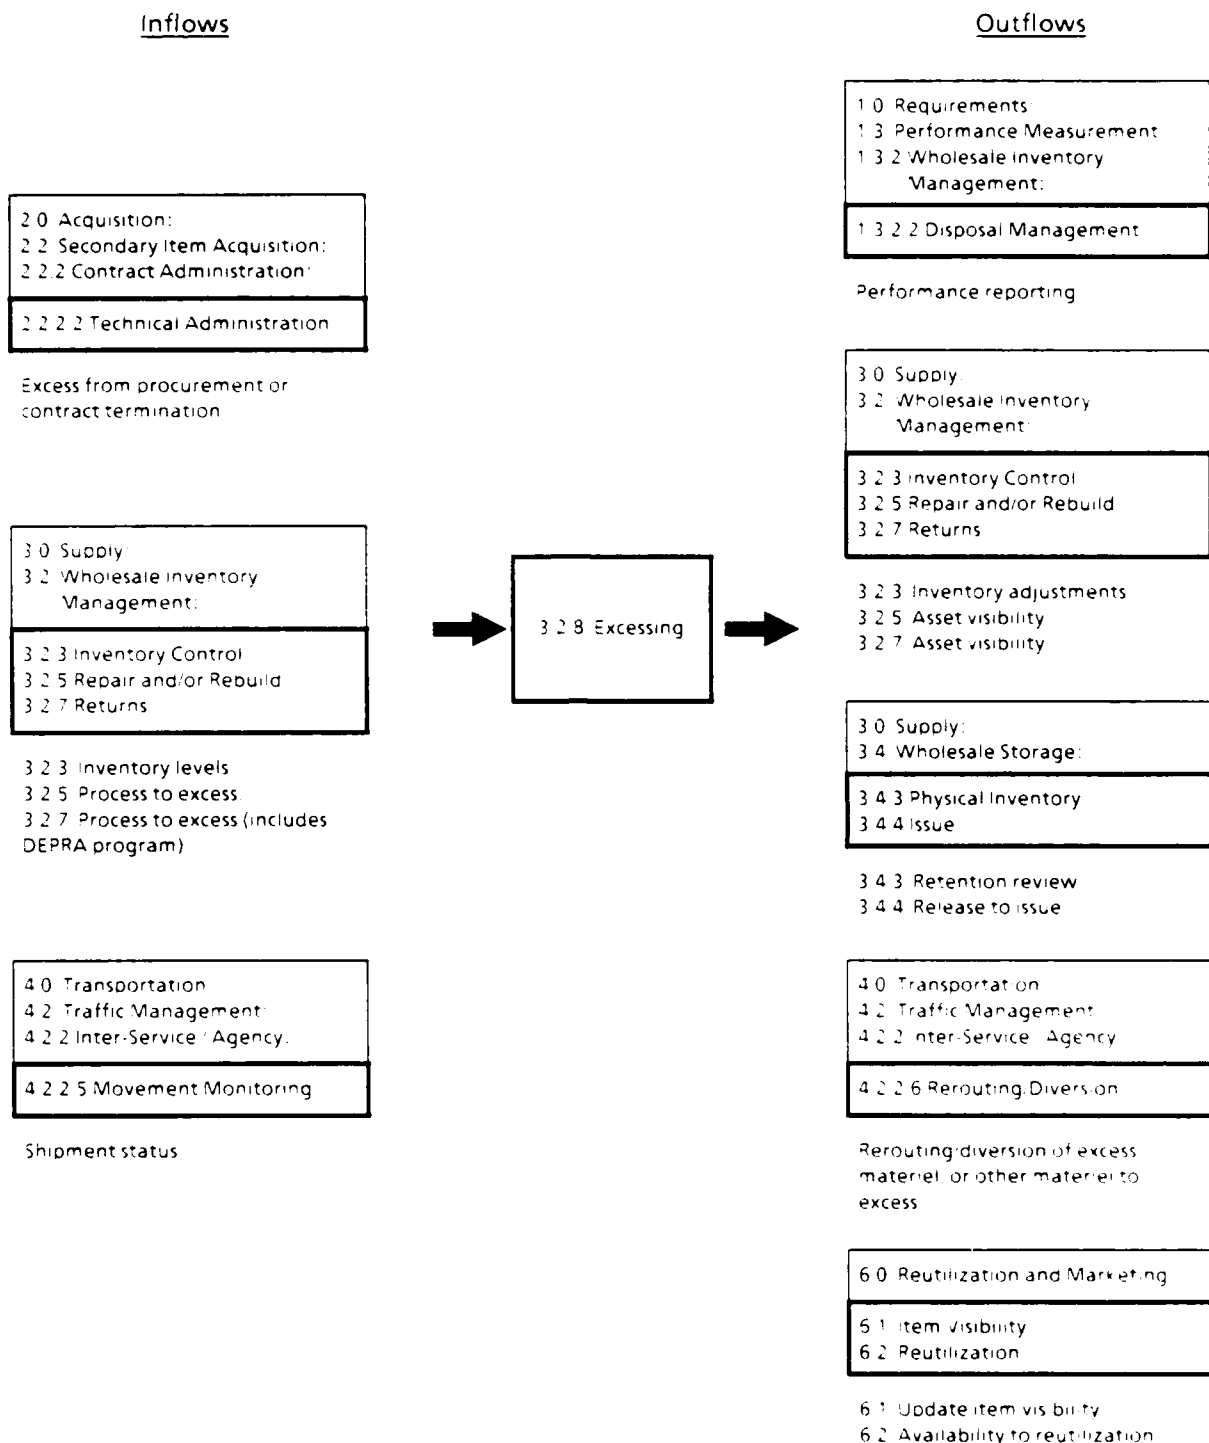 Inflows
2.0 Acquisition:
2.2 Secondary Item Acquisition:
2.2.2 Contract Administration:
2.2.2.2 Technical Administration
Excess from procurement or
contract termination
3.0 Supply:
3.2 Wholesale Inventory
Management:
3.2.3 Inventory Control
3.2.5 Repair and/or Rebuild
3.2.7 Returns
3.2.3 Inventory levels
3.2.5 Process to excess
3.2.7 Process to excess (includes
DEPRA program)
4.0 Transportation
4.2 Traffic Management:
4.2.2 Inter-Service / Agency:
4.2.2.5 Movement Monitoring
Shipment status
3.2.8 Excessing
Outflows
1.0 Requirements
1.3 Performance Measurement
1.3.2 Wholesale Inventory
Management:
1.3.2.2 Disposal Management
Performance reporting
3.0 Supply:
3.2 Wholesale Inventory
Management:
3.2.3 Inventory Control
3.2.5 Repair and/or Rebuild
3.2.7 Returns
3.2.3 Inventory adjustments
3.2.5 Asset visibility
3.2.7 Asset visibility
3.0 Supply:
3.4 Wholesale Storage:
3.4.3 Physical Inventory
3.4.4 Issue
3.4.3 Retention review
3.4.4 Release to issue
4.0 Transportation
4.2 Traffic Management
4.2.2 Inter-Service / Agency
4.2.2.6 Rerouting/Diversion
Rerouting/diversion of excess
materiel, or other materiel to
excess
6.0 Reutilization and Marketing
6.1 Item Visibility
6.2 Reutilization
6.1 Update item visibility
6.2 Availability to reutilization